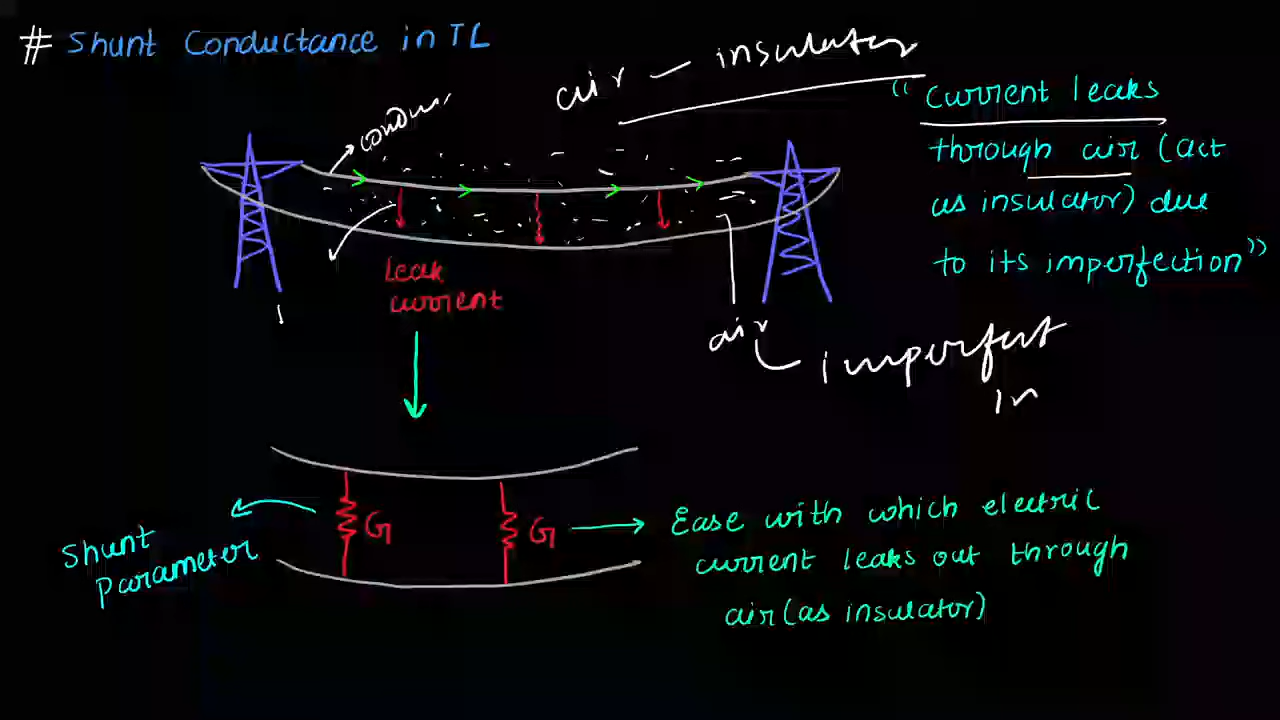 # Shunt Conductance in TL
air — insulator
"Current leaks
through air (act
as insulator) due
to its imperfection"
Leak
current
air
imperfect
In
Shunt
Parameter
G
G
Ease with which electric
current leaks out through
air (as insulator)